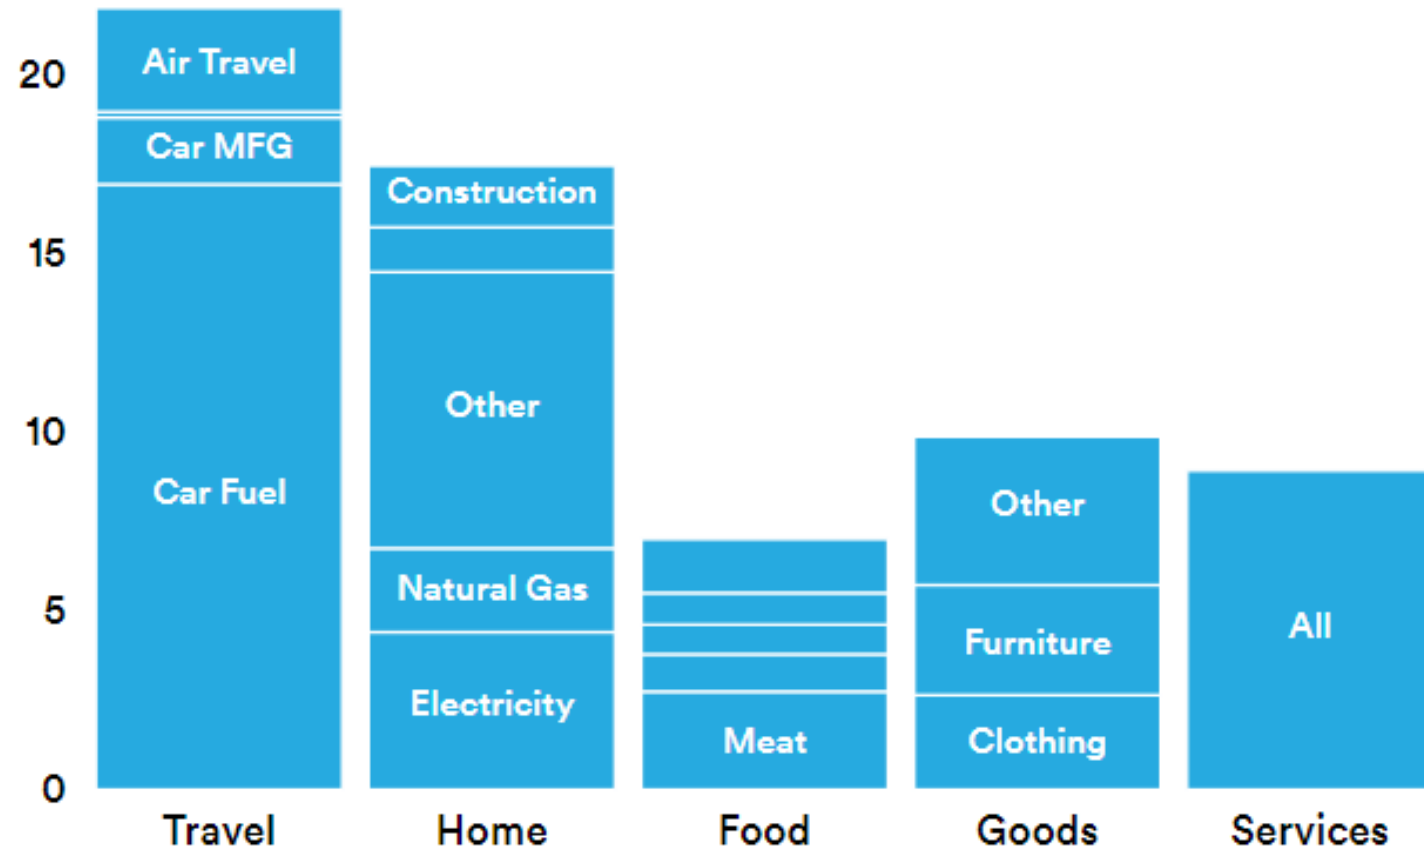 20
15
10
5
0
Air Travel
Car MFG
Car Fuel
Construction
Other
Natural Gas
Electricity
Meat
Other
Furniture
Clothing
All
Travel
Home
Food
Goods
Services